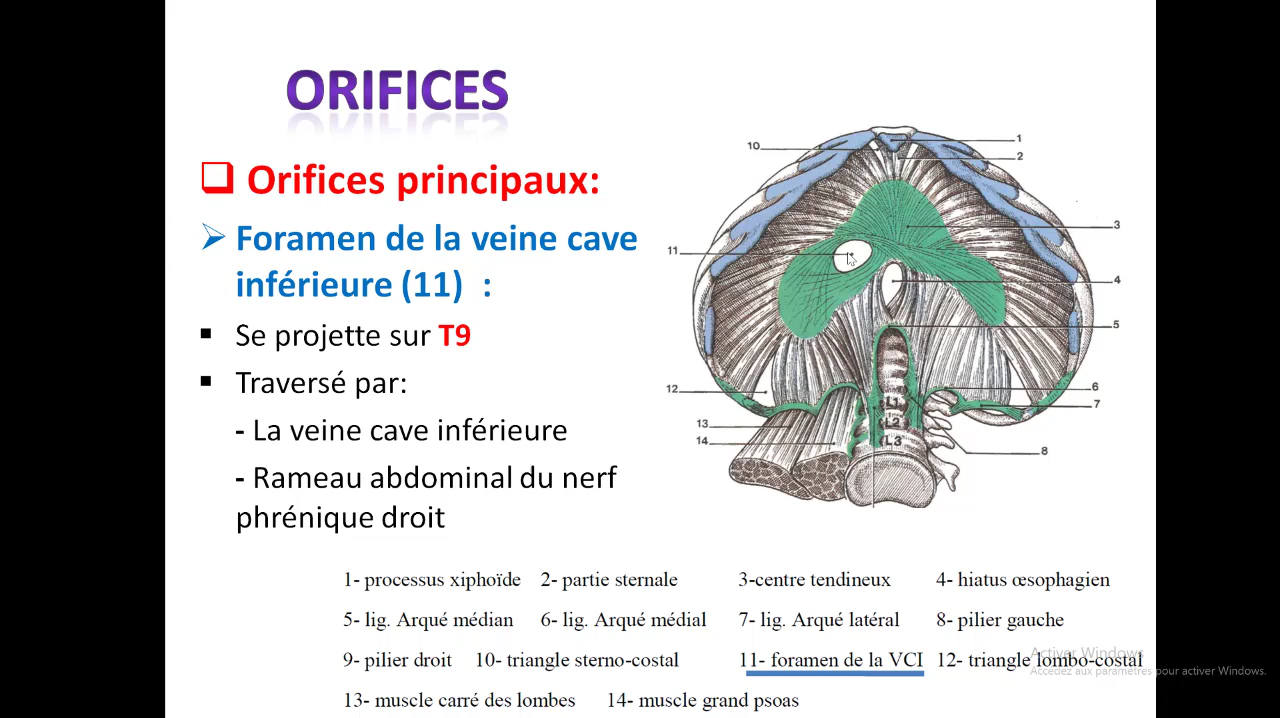 ORIFICES
Orifices principaux:
Foramen de la veine cave
inférieure (11) :
Se projette sur T9
Traversé par:
- La veine cave inférieure
- Rameau abdominal du nerf
phrénique droit
1
10
2
3
11
4
5
12
6
7
13
14
8
L1
L2
L3
1- processus xiphoïde 2- partie sternale 3-centre tendineux 4- hiatus œsophagien
5- lig. Arqué médian 6- lig. Arqué médial 7- lig. Arqué latéral 8- pilier gauche
9- pilier droit 10- triangle sterno-costal 11- foramen de la VCI 12- triangle lombo-costal
13- muscle carré des lombes 14- muscle grand psoas
Activer Windows
Accédez aux paramètres pour activer Windows.